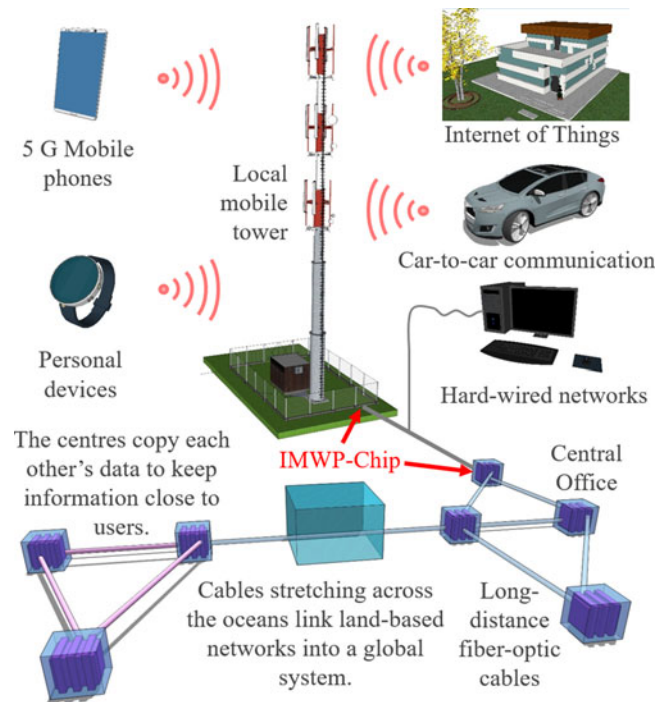 5 G Mobile
phones
Internet of Things
Local
mobile
tower
Car-to-car communication
Personal
devices
Hard-wired networks
The centres copy each
other's data to keep
information close to
users.
IMWP-Chip
Central
Office
Cables stretching across
the oceans link land-based
networks into a global
system.
Long-
distance
fiber-optic
cables